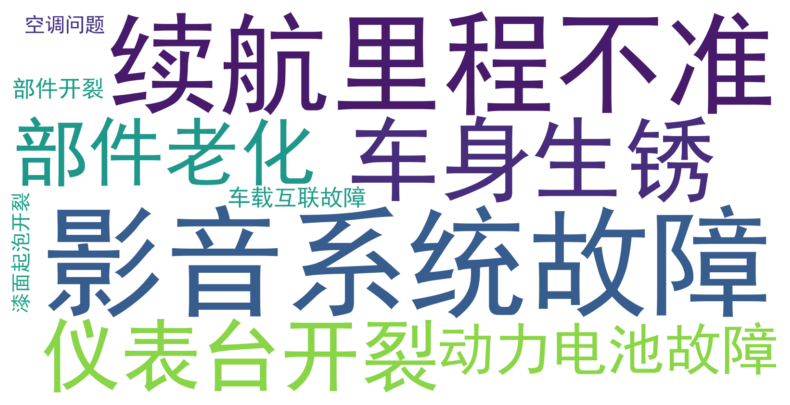 空调问题
续航里程不准
部件开裂
部件老化
车身生锈
车载互联故障
漆面起泡开裂
影音系统故障
仪表台开裂
动力电池故障